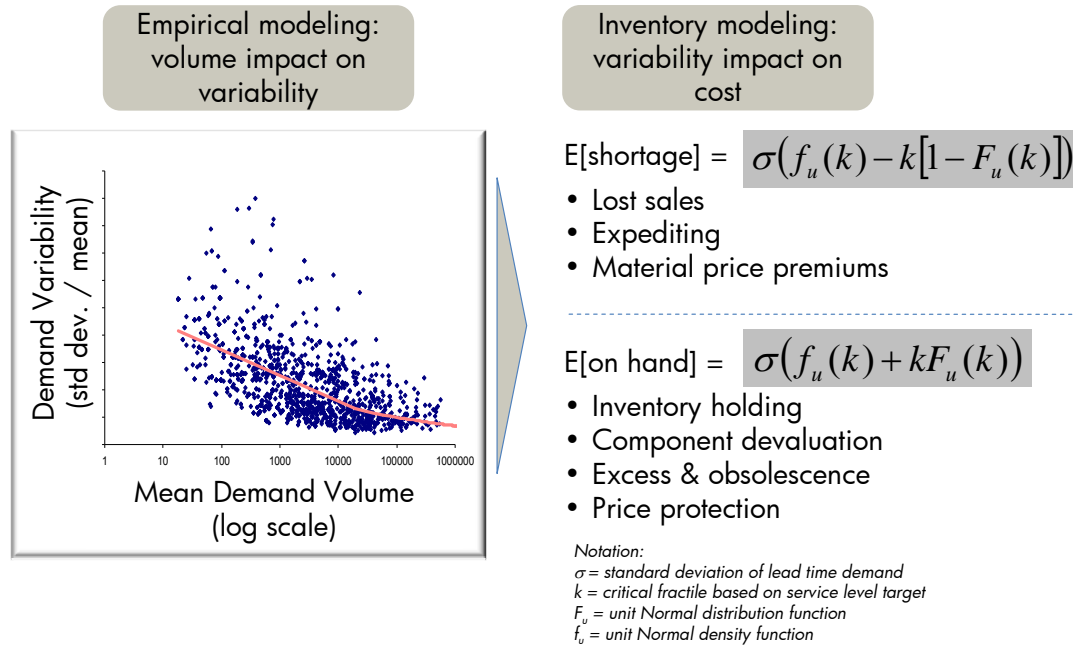 Empirical modeling:
volume impact on
variability
Inventory modeling:
variability impact on
cost
Demand Variability
(std dev. / mean)
1 10 100 1000 10000 100000 1000000
Mean Demand Volume
(log scale)
E[shortage] = σ(f_u(k) − k[1 − F_u(k)])
• Lost sales
• Expediting
• Material price premiums
E[on hand] = σ(f_u(k) + kF_u(k))
• Inventory holding
• Component devaluation
• Excess & obsolescence
• Price protection
Notation:
σ = standard deviation of lead time demand
k = critical fractile based on service level target
F_u = unit Normal distribution function
f_u = unit Normal density function